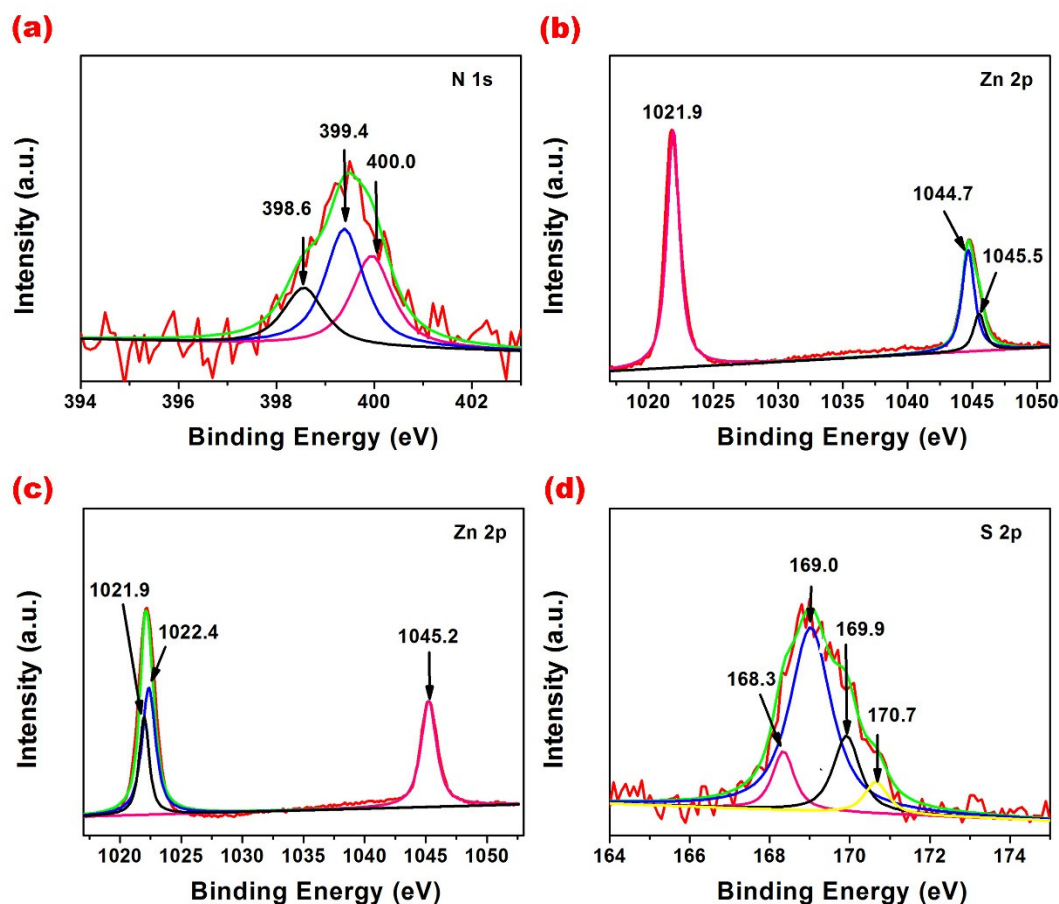 (a)
N 1s
399.4
400.0
398.6
Intensity (a.u.)
394 396 398 400 402
Binding Energy (eV)
(b)
Zn 2p
1021.9
1044.7
1045.5
Intensity (a.u.)
1020 1025 1030 1035 1040 1045 1050
Binding Energy (eV)
(c)
Zn 2p
1021.9
1022.4
1045.2
Intensity (a.u.)
1020 1025 1030 1035 1040 1045 1050
Binding Energy (eV)
(d)
S 2p
169.0
169.9
168.3
170.7
Intensity (a.u.)
164 166 168 170 172 174
Binding Energy (eV)